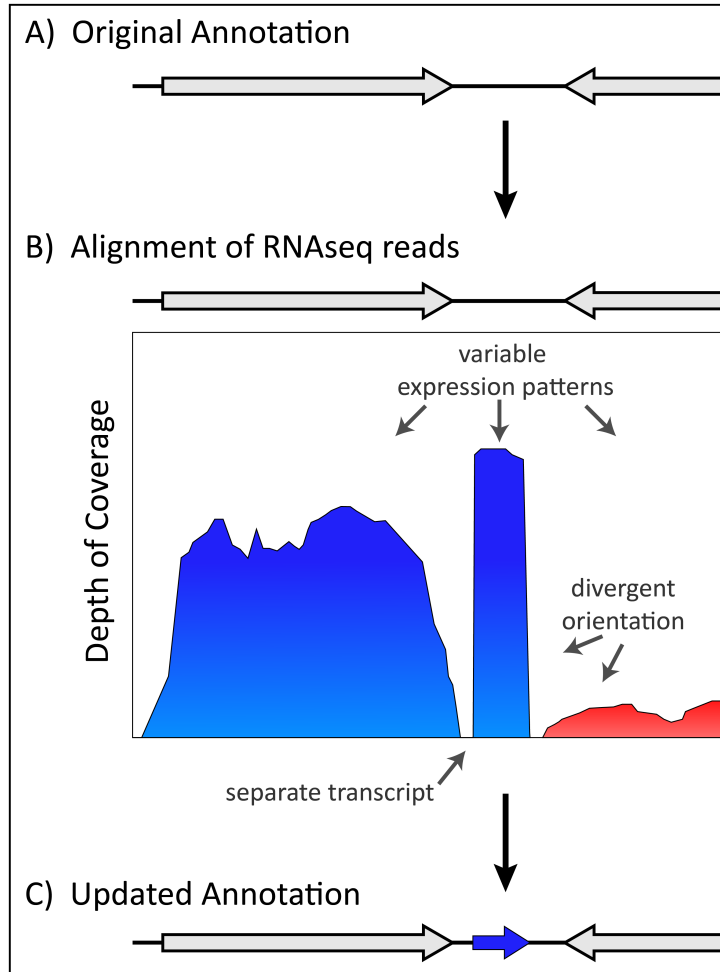 A) Original Annotation
B) Alignment of RNAseq reads
variable
expression patterns
Depth of Coverage
divergent
orientation
separate transcript
C) Updated Annotation